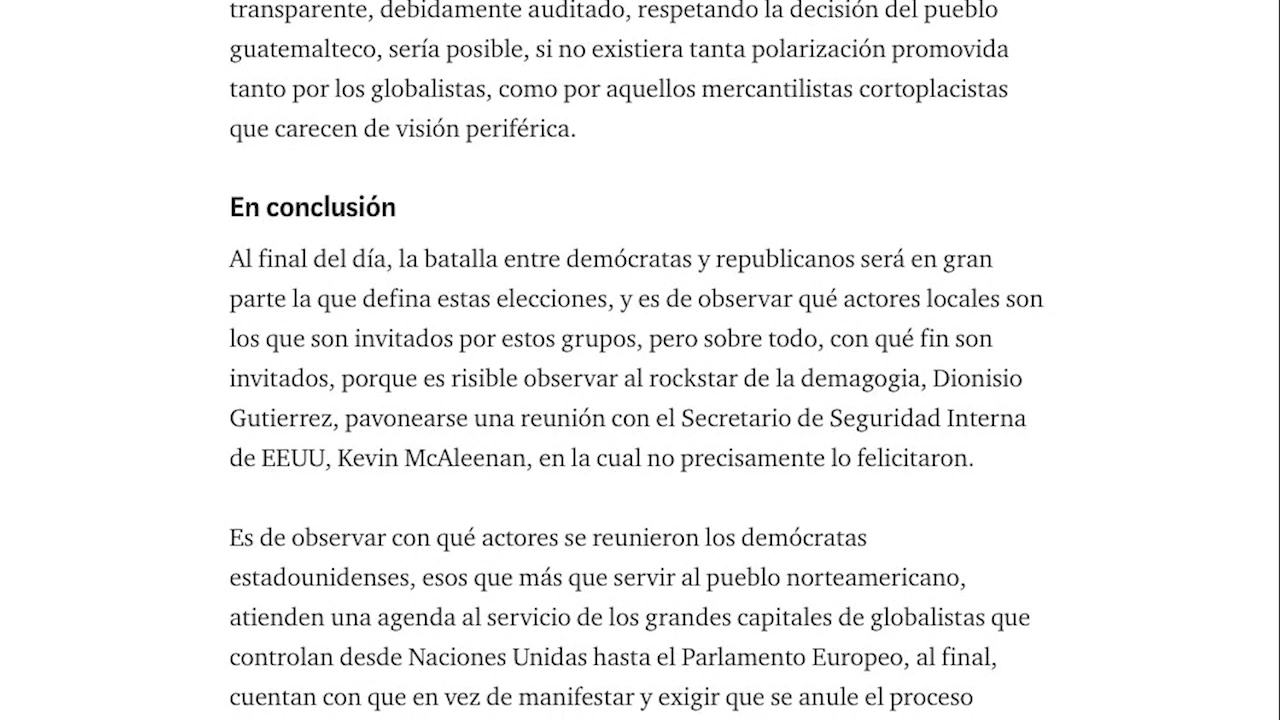 transparente, debidamente auditado, respetando la decisión del pueblo
guatemalteco, sería posible, si no existiera tanta polarización promovida
tanto por los globalistas, como por aquellos mercantilistas cortoplacistas
que carecen de visión periférica.
En conclusión
Al final del día, la batalla entre demócratas y republicanos será en gran
parte la que defina estas elecciones, y es de observar qué actores locales son
los que son invitados por estos grupos, pero sobre todo, con qué fin son
invitados, porque es risible observar al rockstar de la demagogia, Dionisio
Gutierrez, pavonearse una reunión con el Secretario de Seguridad Interna
de EEUU, Kevin McAleenan, en la cual no precisamente lo felicitaron.
Es de observar con qué actores se reunieron los demócratas
estadounidenses, esos que más que servir al pueblo norteamericano,
atienden una agenda al servicio de los grandes capitales de globalistas que
controlan desde Naciones Unidas hasta el Parlamento Europeo, al final,
cuentan con que en vez de manifestar y exigir que se anule el proceso